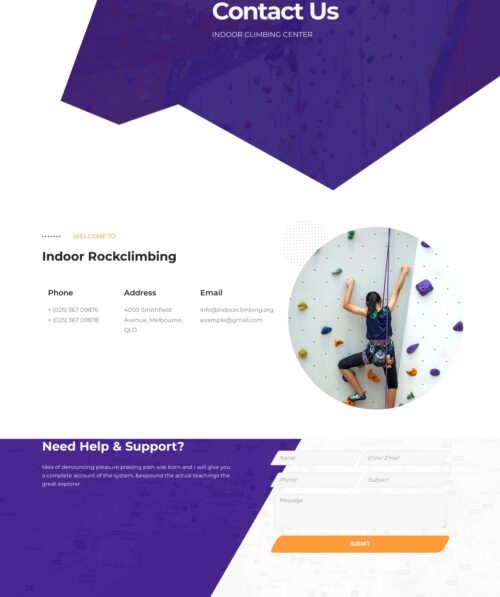 Contact Us
INDOOR CLIMBING CENTER
WELCOME TO
Indoor Rockclimbing
Phone
+ (025) 367 09876
+ (025) 367 09878
Address
4050 Smithfield
Avenue, Melbourne,
QLD
Email
info@indoorclimbing.org
example@gmail.com
Need Help & Support?
Idea of denouncing pleasure praising pain was born and i will give you
a complete account of the system, &expound the actual teachings the
great explorer.
Name
Enter Email
Phone
Subject
Message
SUBMIT